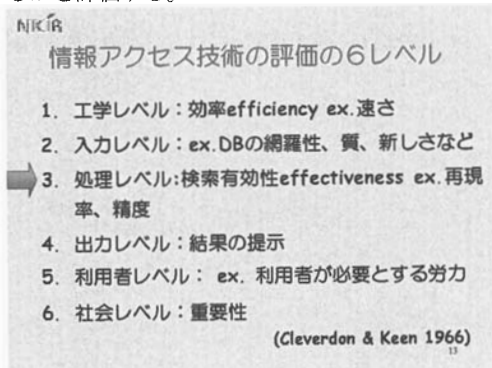 NTCIR
情報アクセス技術の評価の6レベル
1. 工学レベル：効率efficiency ex.速さ
2. 入力レベル：ex.DBの網羅性、質、新しさなど
3. 処理レベル:検索有効性effectiveness ex.再現
率、精度
4. 出力レベル：結果の提示
5. 利用者レベル： ex. 利用者が必要とする労力
6. 社会レベル：重要性
(Cleverdon & Keen 1966)
13